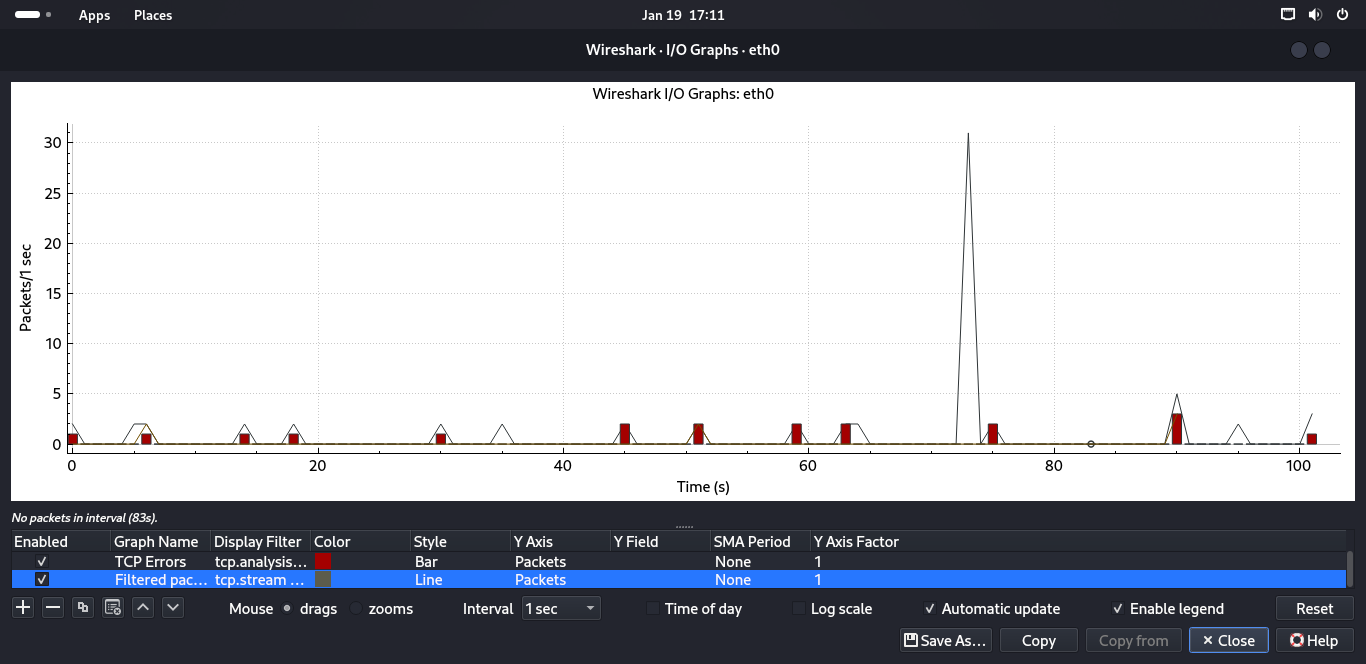 Apps Places Jan 19 17:11
Wireshark · I/O Graphs · eth0
Wireshark I/O Graphs: eth0
30
25
20
15
10
5
0
Packets/1 sec
0 20 40 60 80 100
Time (s)
No packets in interval (83s).
Enabled Graph Name Display Filter Color Style Y Axis Y Field SMA Period Y Axis Factor
TCP Errors tcp.analysis... Bar Packets None 1
Filtered pac... tcp.stream ... Line Packets None 1
Mouse drags zooms Interval 1 sec Time of day Log scale Automatic update Enable legend Reset
Save As... Copy Copy from Close Help